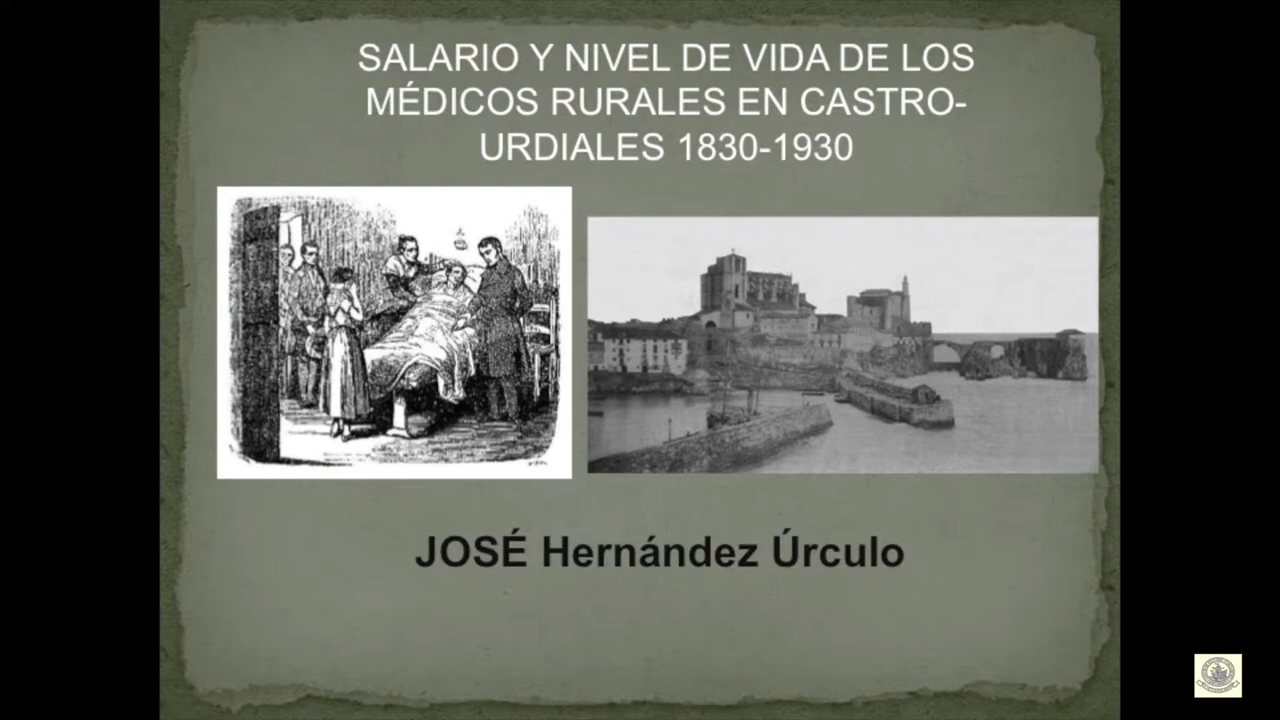 SALARIO Y NIVEL DE VIDA DE LOS
MÉDICOS RURALES EN CASTRO-
URDIALES 1830-1930
JOSÉ Hernández Úrculo